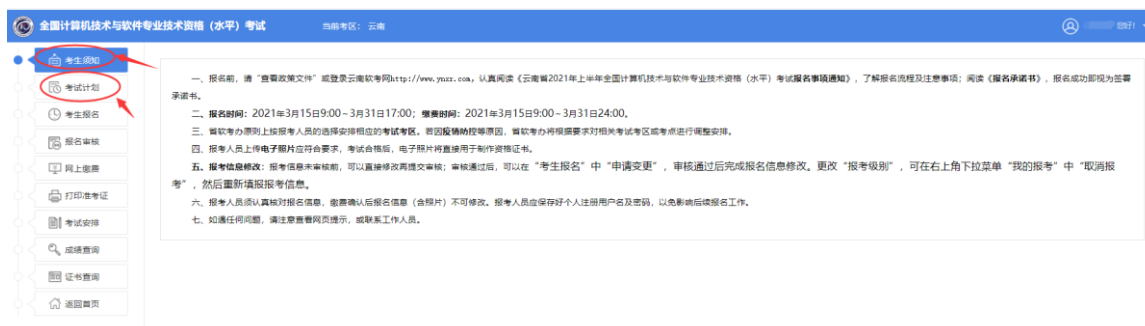 全国计算机技术与软件专业技术资格（水平）考试
当前考区：云南
您好!
考生须知
考试计划
考生报名
报名审核
网上缴费
打印准考证
考试安排
成绩查询
证书查询
返回首页
一、报名前，请“查看政策文件”或登录云南软考网http://www.ynrz.com，认真阅读《云南省2021年上半年全国计算机技术与软件专业技术资格（水平）考试报名事项通知》，了解报名流程及注意事项；阅读《报名承诺书》，报名成功即视为签署
承诺书。
二、报名时间：2021年3月15日9:00～3月31日17:00；缴费时间：2021年3月15日9:00～3月31日24:00。
三、省软考办原则上按报考人员的选择安排相应的考试考区。若因疫情防控等原因，省软考办将根据要求对相关考试考区或考点进行调整安排。
四、报考人员上传电子照片应符合要求，考试合格后，电子照片将直接用于制作资格证书。
五、报考信息修改：报考信息未审核前，可以直接修改再提交审核；审核通过后，可以在“考生报名”中“申请变更”，审核通过后完成报名信息修改。更改“报考级别”，可在右上角下拉菜单“我的报考”中“取消报
考”，然后重新填报报考信息。
六、报考人员须认真核对报名信息，缴费确认后报名信息（含照片）不可修改。报考人员应保存好个人注册用户名及密码，以免影响后续报名工作。
七、如遇任何问题，请注意查看网页提示，或联系工作人员。